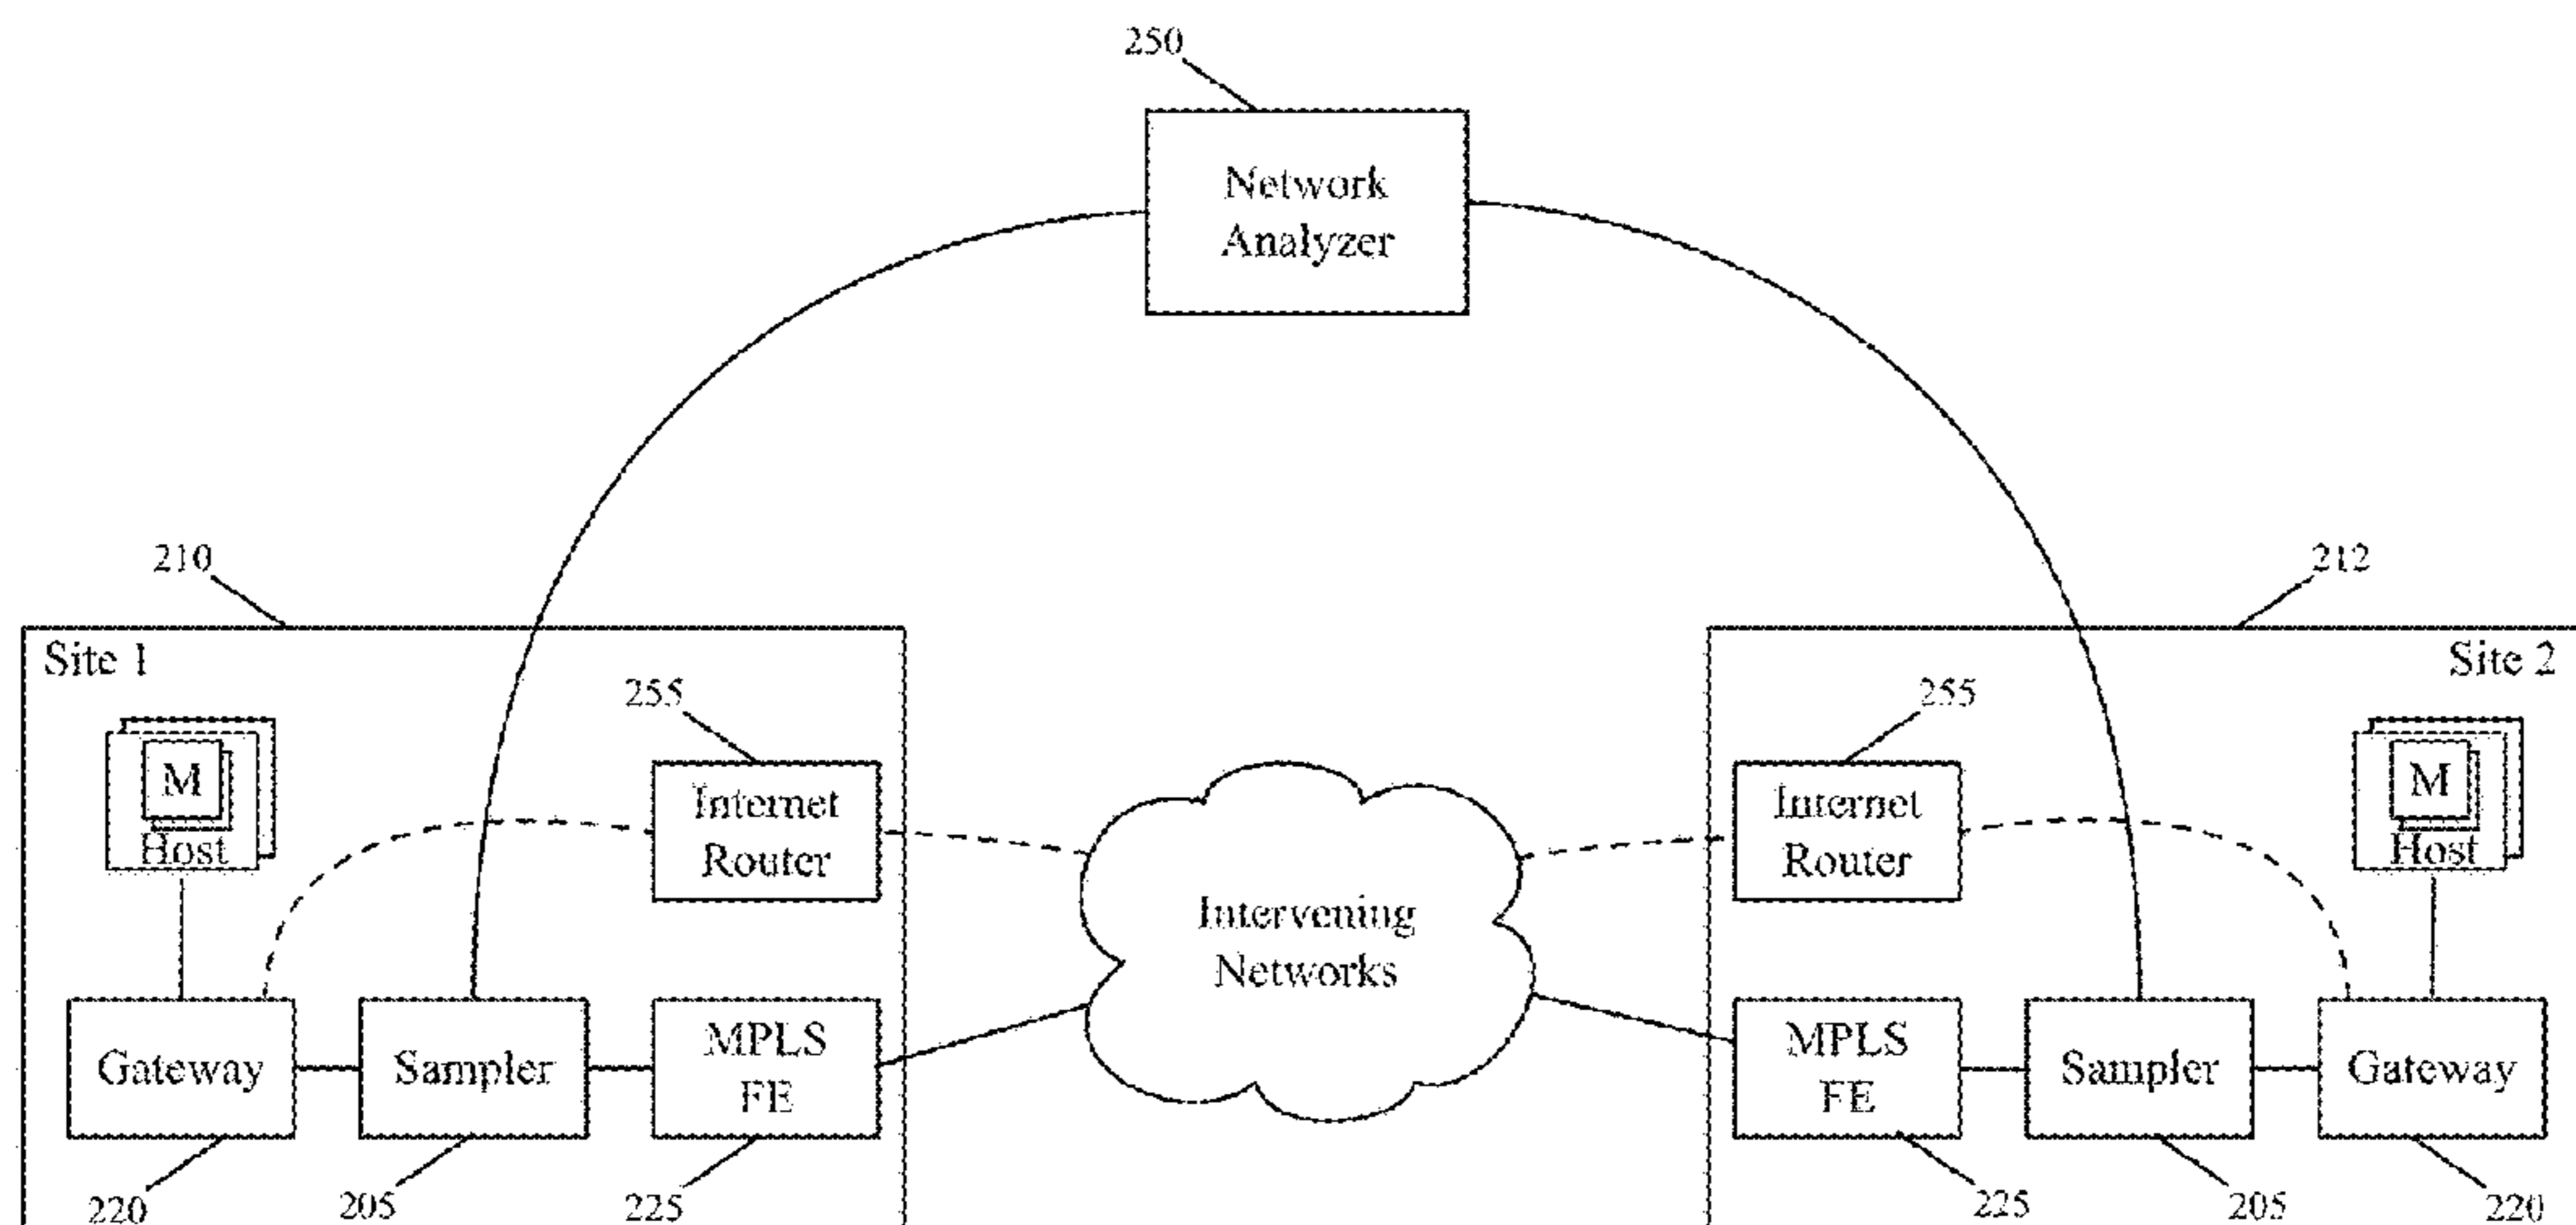 250
Network
Analyzer
210
212
Site 1
Site 2
255
255
M
Host
Internet
Router
Internet
Router
M
Host
Intervening
Networks
Gateway
Sampler
MPLS
FE
MPLS
FE
Sampler
Gateway
220
205
225
225
205
220